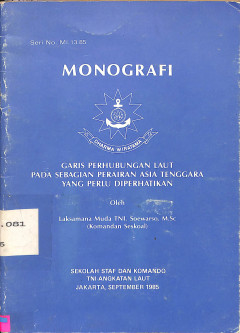 Seri No. M: 13.85
MONOGRAFI
DHARMA WIRATAMA
GARIS PERHUBUNGAN LAUT
PADA SEBAGIAN PERAIRAN ASIA TENGGARA
YANG PERLU DIPERHATIKAN
Oleh
Laksamana Muda TNI. Soewarso, M.Sc
(Komandan Seskoal)
.081
SEKOLAH STAF DAN KOMANDO
TNI ANGKATAN LAUT
JAKARTA, SEPTEMBER 1985